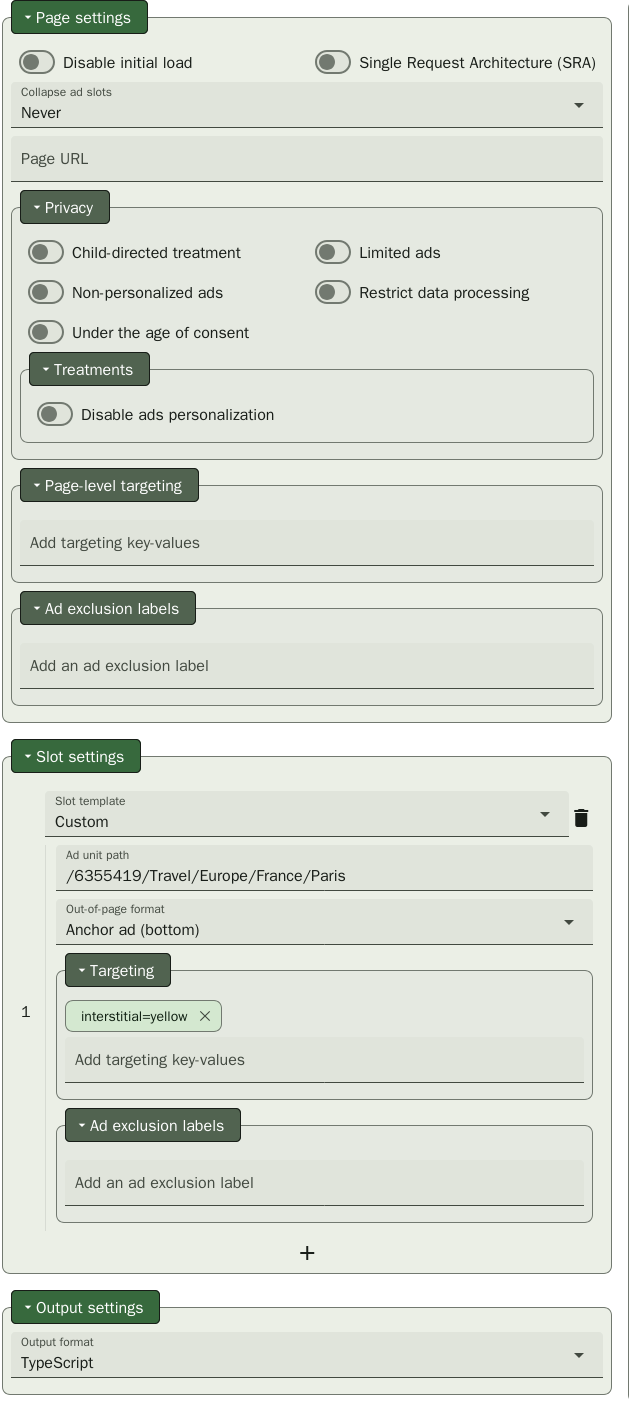 Page settings
Disable initial load
Single Request Architecture (SRA)
Collapse ad slots
Never
Page URL
Privacy
Child-directed treatment
Limited ads
Non-personalized ads
Restrict data processing
Under the age of consent
Treatments
Disable ads personalization
Page-level targeting
Add targeting key-values
Ad exclusion labels
Add an ad exclusion label
Slot settings
Slot template
Custom
Ad unit path
/6355419/Travel/Europe/France/Paris
Out-of-page format
Anchor ad (bottom)
Targeting
1
interstitial=yellow
Add targeting key-values
Ad exclusion labels
Add an ad exclusion label
Output settings
Output format
TypeScript